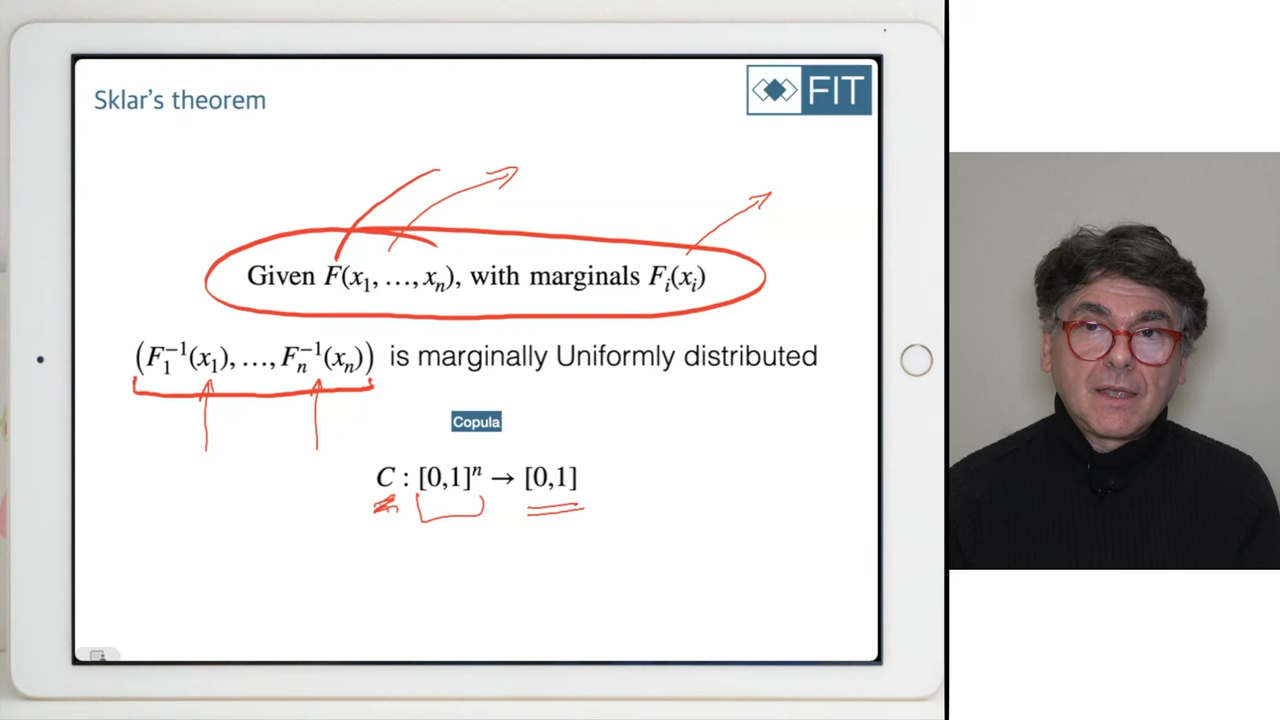 Sklar's theorem
FIT
Given F(x₁, …, xₙ), with marginals Fᵢ(xᵢ)
(F₁⁻¹(x₁), …, Fₙ⁻¹(xₙ)) is marginally Uniformly distributed
Copula
C : [0,1]ⁿ → [0,1]